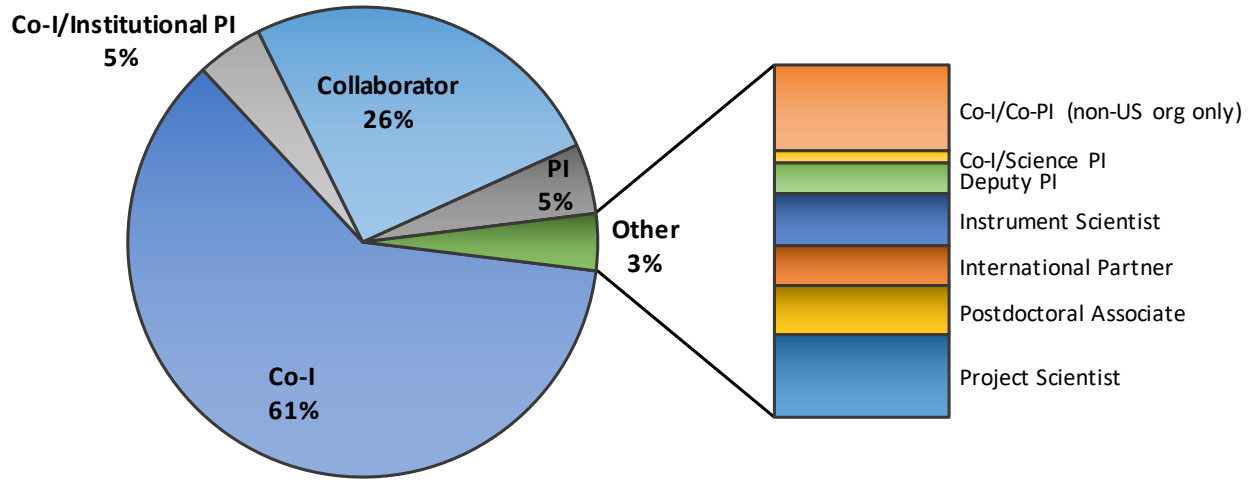 Co-I/Institutional PI
5%
Collaborator
26%
PI
5%
Other
3%
Co-I
61%
Co-I/Co-PI (non-US org only)
Co-I/Science PI
Deputy PI
Instrument Scientist
International Partner
Postdoctoral Associate
Project Scientist